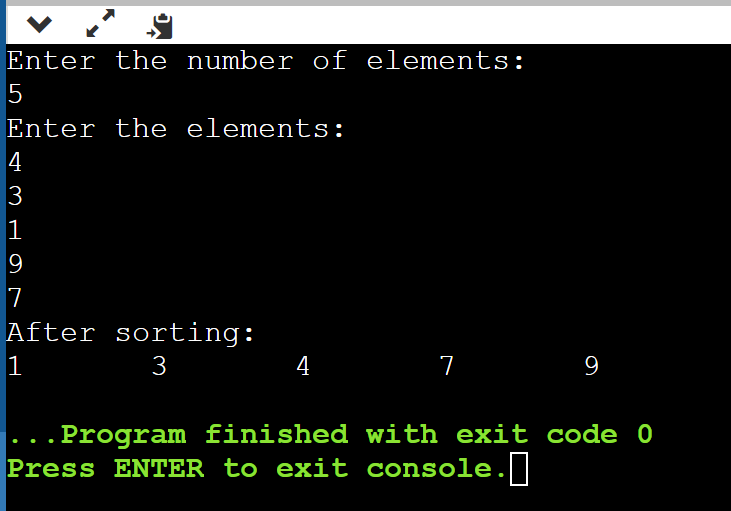 Enter the number of elements:
5
Enter the elements:
4
3
1
9
7
After sorting:
1 3 4 7 9
...Program finished with exit code 0
Press ENTER to exit console.